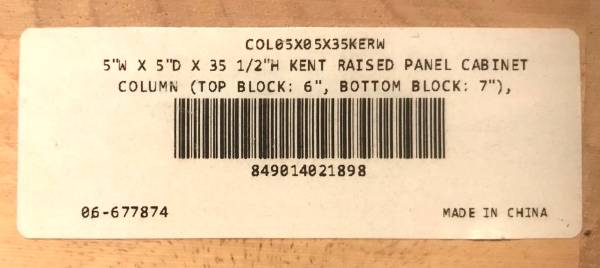 COL05X05X35KERW
5"W X 5"D X 35 1/2"H KENT RAISED PANEL CABINET
COLUMN (TOP BLOCK: 6", BOTTOM BLOCK: 7"),
849014021898
06-677874
MADE IN CHINA